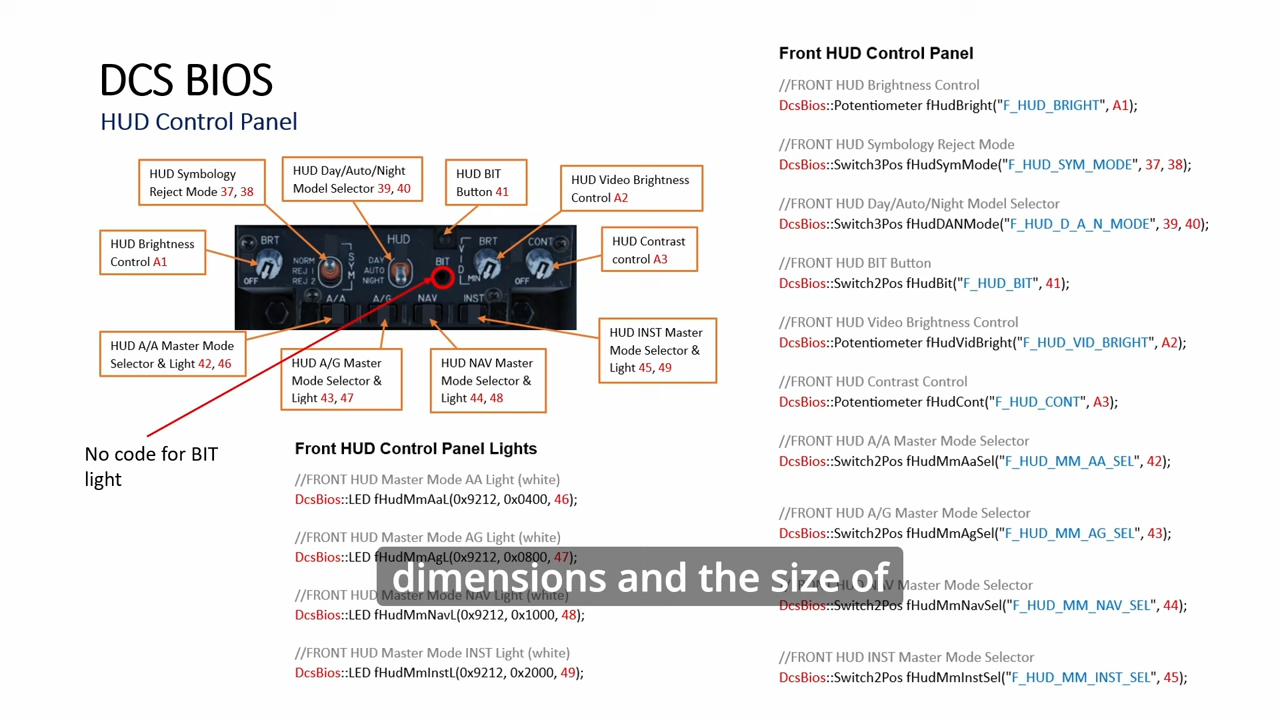 DCS BIOS
HUD Control Panel
HUD Symbology
Reject Mode 37, 38
HUD Day/Auto/Night
Model Selector 39, 40
HUD BIT
Button 41
HUD Video Brightness
Control A2
HUD Brightness
Control A1
HUD Contrast
control A3
BRT
OFF
NORM
REJ 1
REJ 2
SYM
HUD
DAY
AUTO
NIGHT
BIT
VID
BRT
MIN
CONT
OFF
A/A
A/G
NAV
INST
HUD A/A Master Mode
Selector & Light 42, 46
HUD A/G Master
Mode Selector &
Light 43, 47
HUD NAV Master
Mode Selector &
Light 44, 48
HUD INST Master
Mode Selector &
Light 45, 49
No code for BIT
light
Front HUD Control Panel Lights
//FRONT HUD Master Mode AA Light (white)
DcsBios::LED fHudMmAaL(0x9212, 0x0400, 46);
//FRONT HUD Master Mode AG Light (white)
DcsBios::LED fHudMmAgL(0x9212, 0x0800, 47);
//FRONT HUD Master Mode NAV Light (white)
DcsBios::LED fHudMmNavL(0x9212, 0x1000, 48);
//FRONT HUD Master Mode INST Light (white)
DcsBios::LED fHudMmInstL(0x9212, 0x2000, 49);
Front HUD Control Panel
//FRONT HUD Brightness Control
DcsBios::Potentiometer fHudBright("F_HUD_BRIGHT", A1);
//FRONT HUD Symbology Reject Mode
DcsBios::Switch3Pos fHudSymMode("F_HUD_SYM_MODE", 37, 38);
//FRONT HUD Day/Auto/Night Model Selector
DcsBios::Switch3Pos fHudDANMode("F_HUD_D_A_N_MODE", 39, 40);
//FRONT HUD BIT Button
DcsBios::Switch2Pos fHudBit("F_HUD_BIT", 41);
//FRONT HUD Video Brightness Control
DcsBios::Potentiometer fHudVidBright("F_HUD_VID_BRIGHT", A2);
//FRONT HUD Contrast Control
DcsBios::Potentiometer fHudCont("F_HUD_CONT", A3);
//FRONT HUD A/A Master Mode Selector
DcsBios::Switch2Pos fHudMmAaSel("F_HUD_MM_AA_SEL", 42);
//FRONT HUD A/G Master Mode Selector
DcsBios::Switch2Pos fHudMmAgSel("F_HUD_MM_AG_SEL", 43);
//FRONT HUD NAV Master Mode Selector
DcsBios::Switch2Pos fHudMmNavSel("F_HUD_MM_NAV_SEL", 44);
//FRONT HUD INST Master Mode Selector
DcsBios::Switch2Pos fHudMmInstSel("F_HUD_MM_INST_SEL", 45);
dimensions and the size of